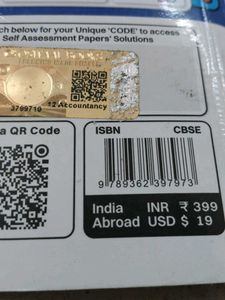 ch below for your Unique 'CODE' to access
Self Assessment Papers' Solutions
3799710
12 Accountancy
a QR Code
ISBN
CBSE
9 789362 397973
India INR ₹ 399
Abroad USD $ 19